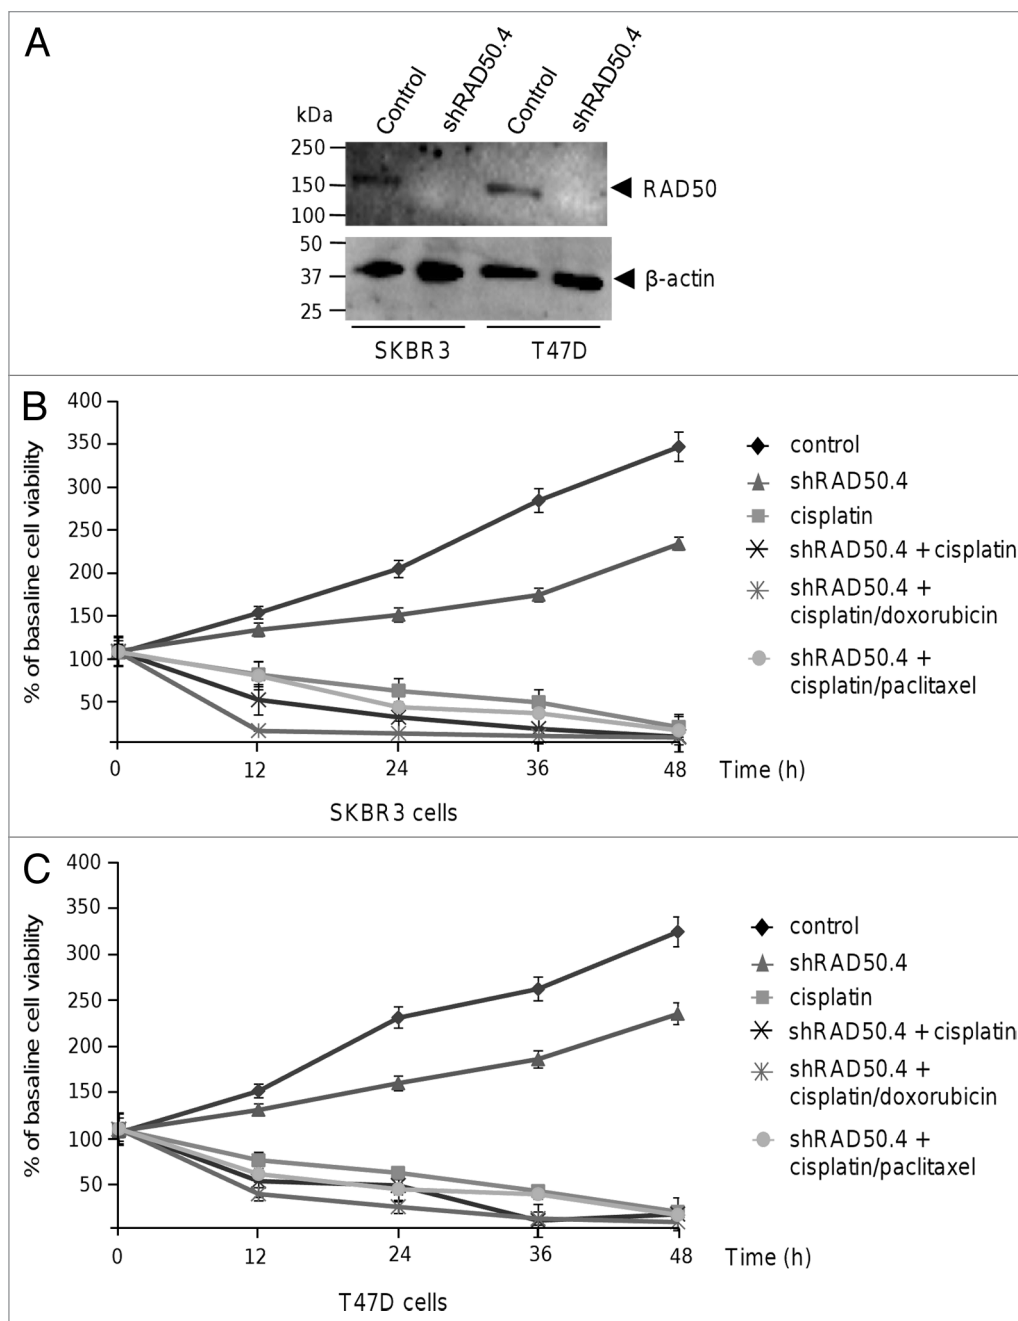 A
Control
shRAD50.4
Control
shRAD50.4
kDa
250
150
100
RAD50
50
37
25
β-actin
SKBR3
T47D
B
% of basaline cell viability
400
350
300
250
200
150
100
50
0
12
24
36
48
Time (h)
SKBR3 cells
control
shRAD50.4
cisplatin
shRAD50.4 + cisplatin
shRAD50.4 +
cisplatin/doxorubicin
shRAD50.4 +
cisplatin/paclitaxel
C
% of basaline cell viability
400
350
300
250
200
150
100
50
0
12
24
36
48
Time (h)
T47D cells
control
shRAD50.4
cisplatin
shRAD50.4 + cisplatin
shRAD50.4 +
cisplatin/doxorubicin
shRAD50.4 +
cisplatin/paclitaxel